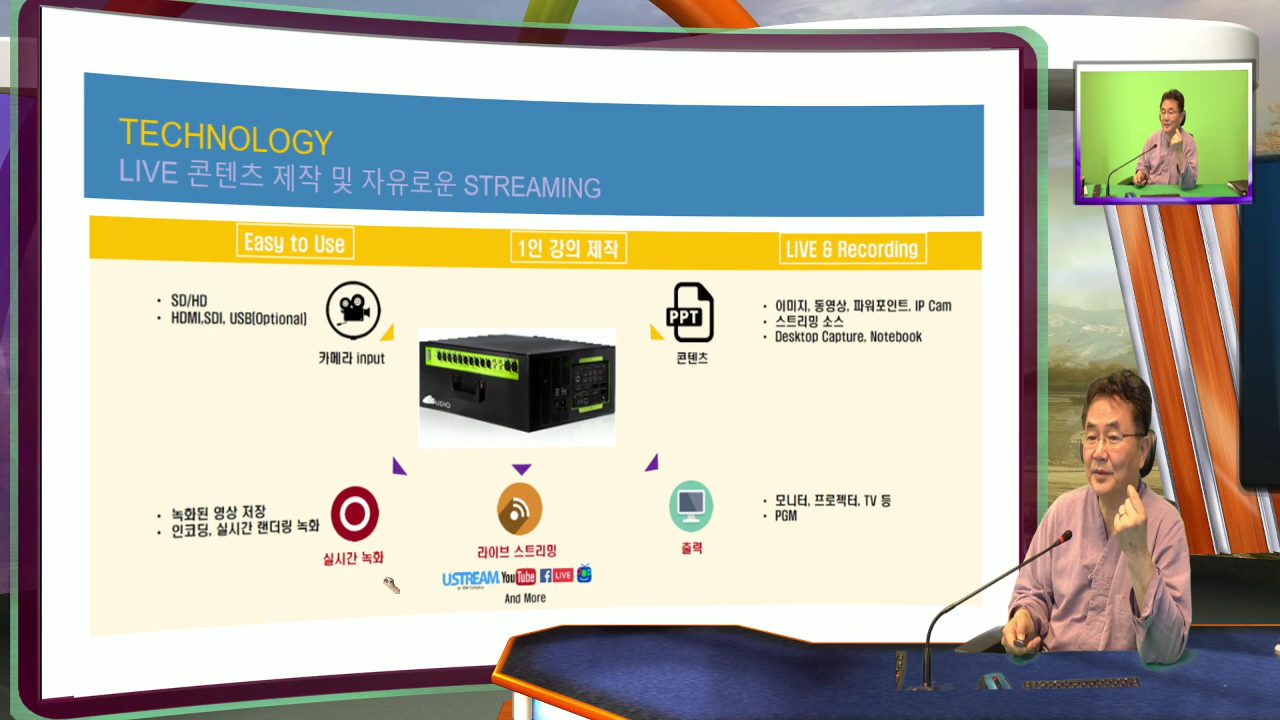 TECHNOLOGY
LIVE 콘텐츠 제작 및 자유로운 STREAMING
Easy to Use
1인 강의 제작
LIVE & Recording
• SD/HD
• HDMI,SDI, USB(Optional)
카메라 input
PPT
콘텐츠
• 이미지, 동영상, 파워포인트, IP Cam
• 스트리밍 소스
• Desktop Capture, Notebook
UDIO
• 녹화된 영상 저장
• 인코딩, 실시간 랜더링 녹화
실시간 녹화
라이브 스트리밍
USTREAM
YouTube
LIVE
And More
출력
• 모니터, 프로젝터, TV 등
• PGM